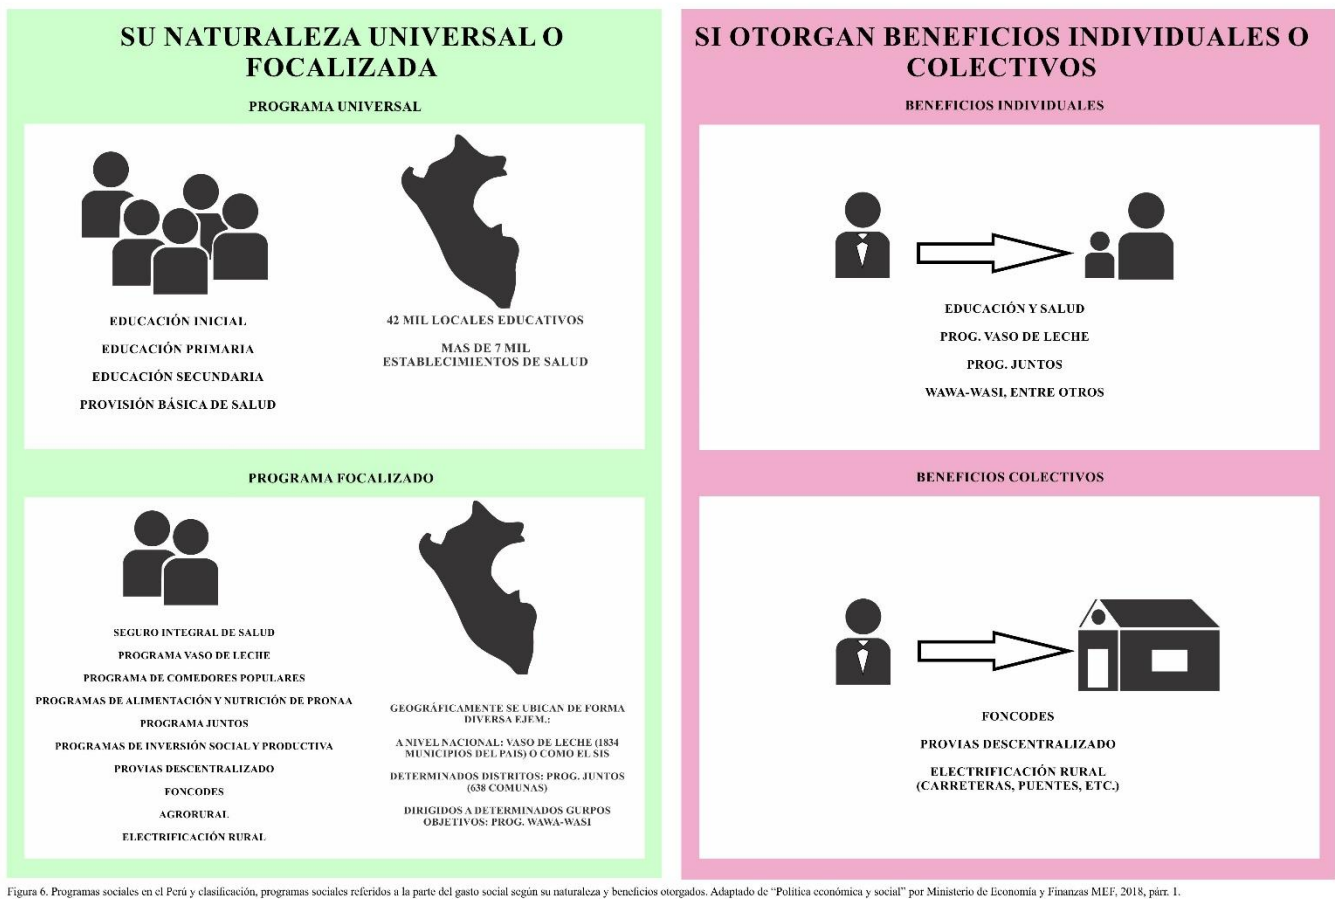 SU NATURALEZA UNIVERSAL O
FOCALIZADA
PROGRAMA UNIVERSAL
EDUCACIÓN INICIAL
EDUCACIÓN PRIMARIA
EDUCACIÓN SECUNDARIA
PROVISIÓN BÁSICA DE SALUD
42 MIL LOCALES EDUCATIVOS
MAS DE 7 MIL
ESTABLECIMIENTOS DE SALUD
PROGRAMA FOCALIZADO
SEGURO INTEGRAL DE SALUD
PROGRAMA VASO DE LECHE
PROGRAMA DE COMEDORES POPULARES
PROGRAMAS DE ALIMENTACIÓN Y NUTRICIÓN DE PRONAA
PROGRAMA JUNTOS
PROGRAMAS DE INVERSIÓN SOCIAL Y PRODUCTIVA
PROVIAS DESCENTRALIZADO
FONCODES
AGRORURAL
ELECTRIFICACIÓN RURAL
GEOGRÁFICAMENTE SE UBICAN DE FORMA
DIVERSA EJEM.:
A NIVEL NACIONAL: VASO DE LECHE (1834
MUNICIPIOS DEL PAIS) O COMO EL SIS
DETERMINADOS DISTRITOS: PROG. JUNTOS
(638 COMUNAS)
DIRIGIDOS A DETERMINADOS GURPOS
OBJETIVOS: PROG. WAWA-WASI
SI OTORGAN BENEFICIOS INDIVIDUALES O
COLECTIVOS
BENEFICIOS INDIVIDUALES
EDUCACIÓN Y SALUD
PROG. VASO DE LECHE
PROG. JUNTOS
WAWA-WASI, ENTRE OTROS
BENEFICIOS COLECTIVOS
FONCODES
PROVIAS DESCENTRALIZADO
ELECTRIFICACIÓN RURAL
(CARRETERAS, PUENTES, ETC.)
Figura 6. Programas sociales en el Perú y clasificación, programas sociales referidos a la parte del gasto social según su naturaleza y beneficios otorgados. Adaptado de “Política económica y social” por Ministerio de Economía y Finanzas MEF, 2018, párr. 1.